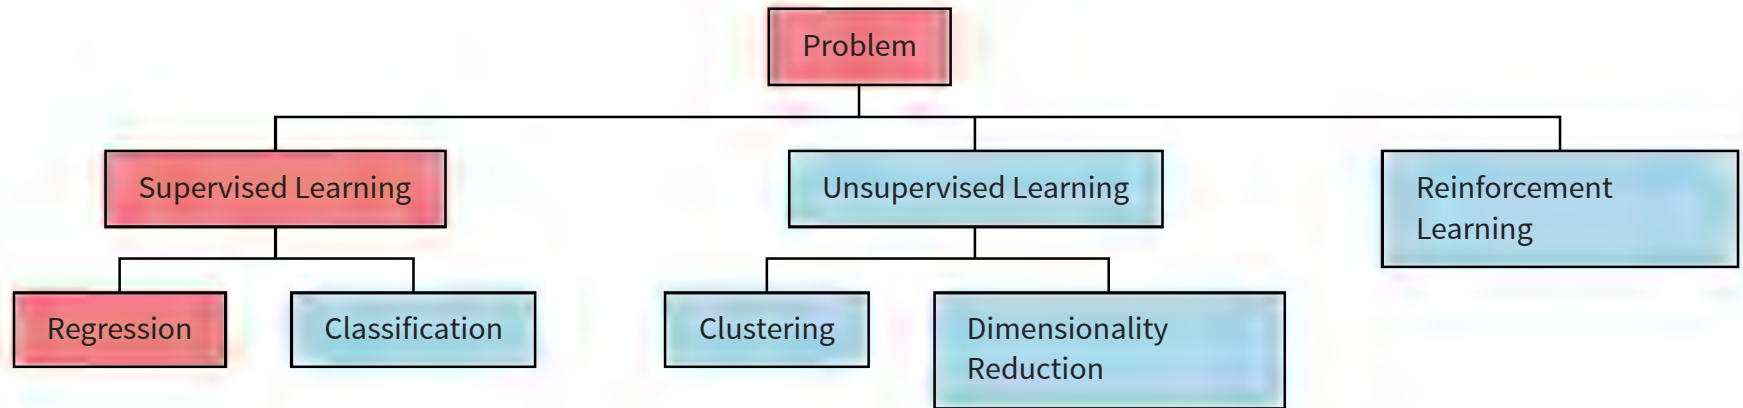 Problem
Supervised Learning
Unsupervised Learning
Reinforcement
Learning
Regression
Classification
Clustering
Dimensionality
Reduction